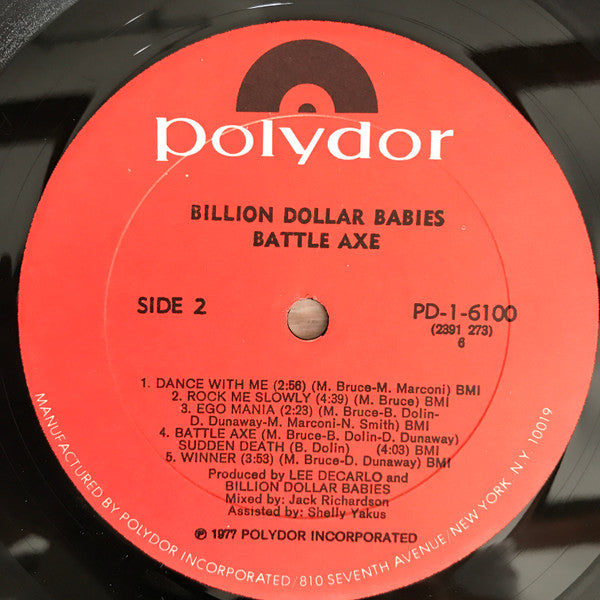 polydor
BILLION DOLLAR BABIES
BATTLE AXE
SIDE 2
PD-1-6100
(2391 273)
6
1. DANCE WITH ME (2:56) (M. Bruce-M. Marconi) BMI
2. ROCK ME SLOWLY (4:39) (M. Bruce) BMI
3. EGO MANIA (2:23) (M. Bruce-B. Dolin-
D. Dunaway-M. Marconi-N. Smith) BMI
4. BATTLE AXE (M. Bruce-B. Dolin-D. Dunaway)
SUDDEN DEATH (B. Dolin) (4:03) BMI
5. WINNER (3:53) (M. Bruce-D. Dunaway) BMI
Produced by LEE DECARLO and
BILLION DOLLAR BABIES
Mixed by: Jack Richardson
Assisted by: Shelly Yakus
℗ 1977 POLYDOR INCORPORATED
MANUFACTURED BY POLYDOR INCORPORATED/810 SEVENTH AVENUE/NEW YORK, N.Y. 10019